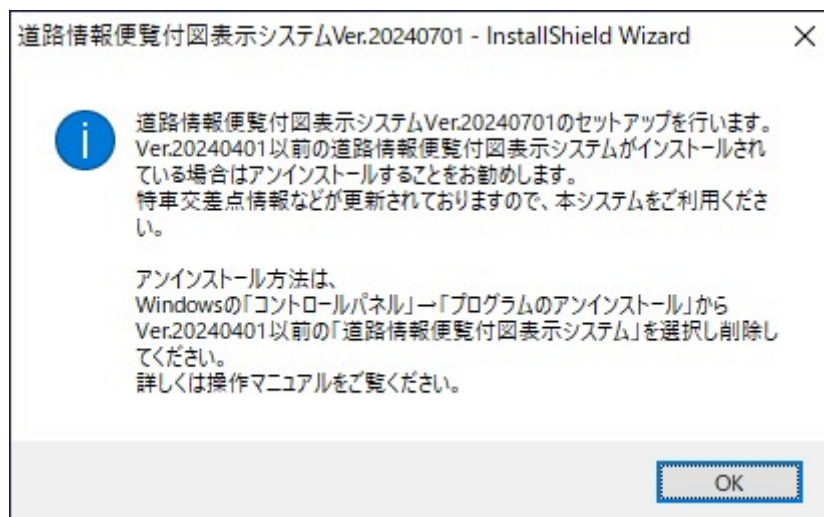 道路情報便覧付図表示システムVer.20240701 - InstallShield Wizard
道路情報便覧付図表示システムVer.20240701のセットアップを行います。
Ver.20240401以前の道路情報便覧付図表示システムがインストールされ
ている場合はアンインストールすることをお勧めします。
特車交差点情報などが更新されておりますので、本システムをご利用くださ
い。
アンインストール方法は、
Windowsの「コントロールパネル」→「プログラムのアンインストール」から
Ver.20240401以前の「道路情報便覧付図表示システム」を選択し削除し
てください。
詳しくは操作マニュアルをご覧ください。
OK